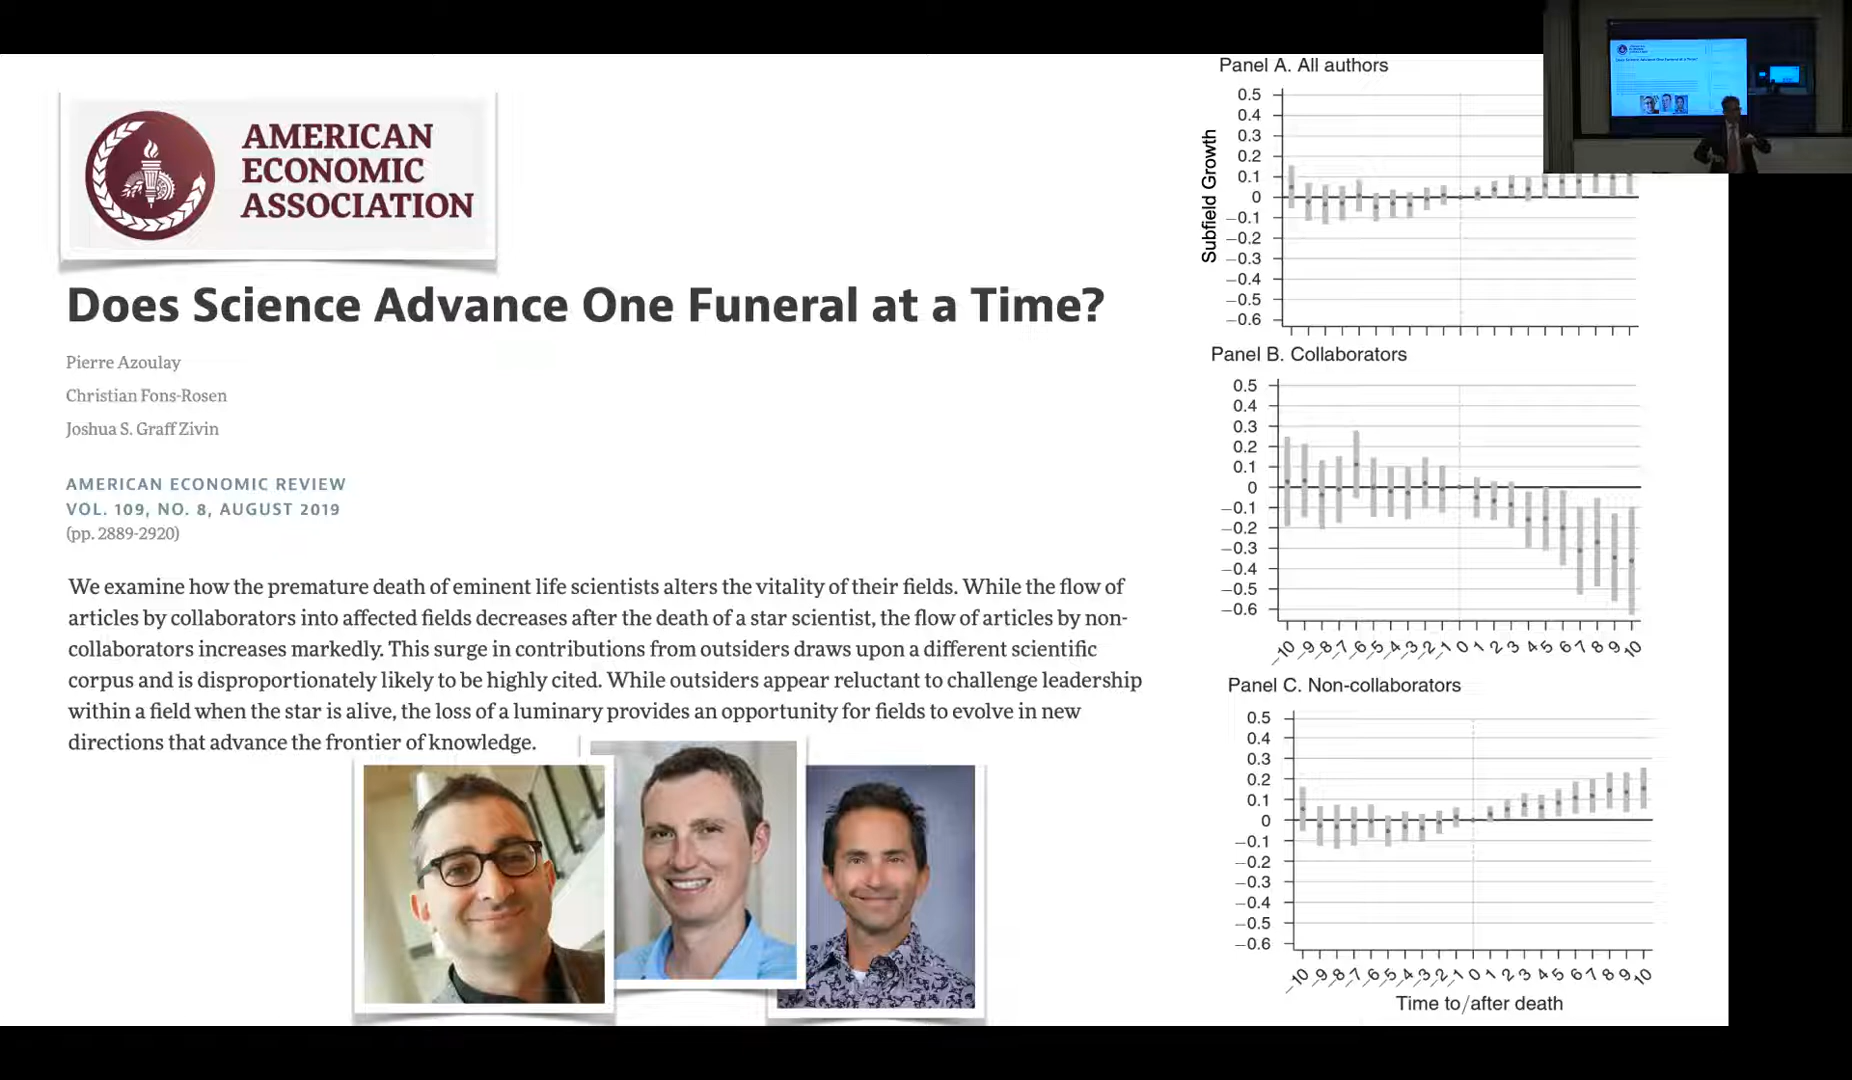 AMERICAN
ECONOMIC
ASSOCIATION
Does Science Advance One Funeral at a Time?
Pierre Azoulay
Christian Fons-Rosen
Joshua S. Graff Zivin
AMERICAN ECONOMIC REVIEW
VOL. 109, NO. 8, AUGUST 2019
(pp. 2889-2920)
We examine how the premature death of eminent life scientists alters the vitality of their fields. While the flow of
articles by collaborators into affected fields decreases after the death of a star scientist, the flow of articles by non-
collaborators increases markedly. This surge in contributions from outsiders draws upon a different scientific
corpus and is disproportionately likely to be highly cited. While outsiders appear reluctant to challenge leadership
within a field when the star is alive, the loss of a luminary provides an opportunity for fields to evolve in new
directions that advance the frontier of knowledge.
Panel A. All authors
Subfield Growth
0.5
0.4
0.3
0.2
0.1
0
−0.1
−0.2
−0.3
−0.4
−0.5
−0.6
Panel B. Collaborators
0.5
0.4
0.3
0.2
0.1
0
−0.1
−0.2
−0.3
−0.4
−0.5
−0.6
−10 −9 −8 −7 −6 −5 −4 −3 −2 −1 0 1 2 3 4 5 6 7 8 9 10
Panel C. Non-collaborators
0.5
0.4
0.3
0.2
0.1
0
−0.1
−0.2
−0.3
−0.4
−0.5
−0.6
−10 −9 −8 −7 −6 −5 −4 −3 −2 −1 0 1 2 3 4 5 6 7 8 9 10
Time to/after death
Does Science Advance One Funeral at a Time?